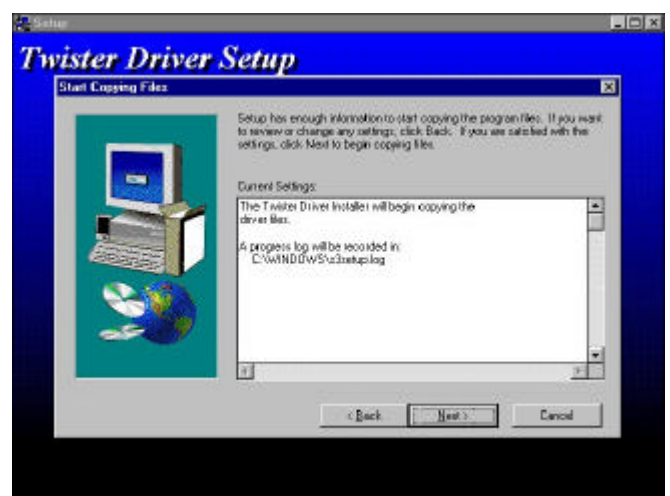 Setup
Twister Driver Setup
Start Copying Files
Setup has enough information to start copying the program files. If you want
to review or change any settings, click Back. If you are satisfied with the
settings, click Next to begin copying files.
Current Settings:
The Twister Driver Installer will begin copying the
driver files.
A progress log will be recorded in:
C:\WINDOWS\s3setup.log
< Back
Next >
Cancel